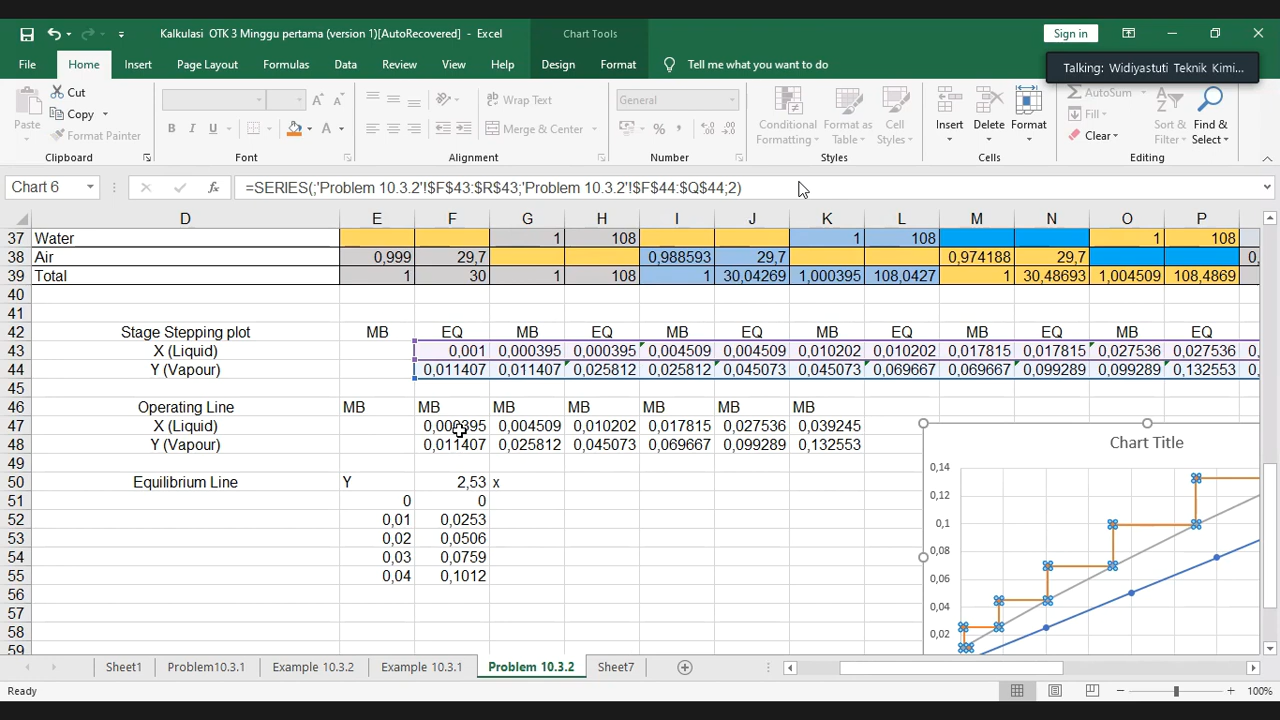 Kalkulasi OTK 3 Minggu pertama (version 1)[AutoRecovered] - Excel
Chart Tools
Sign in
File Home Insert Page Layout Formulas Data Review View Help Design Format Tell me what you want to do
Talking: Widiyastuti Teknik Kimi...
Paste
Cut
Copy
Format Painter
Clipboard
B I U A
Font
Wrap Text
Merge & Center
Alignment
General
%
Number
Conditional Formatting
Format as Table
Cell Styles
Styles
Insert Delete Format
Cells
AutoSum
Fill
Clear
Sort & Filter
Find & Select
Editing
Chart 6 fx =SERIES(;'Problem 10.3.2'!$F$43:$R$43;'Problem 10.3.2'!$F$44:$Q$44;2)
D E F G H I J K L M N O P
37 Water 1 108 1 108 1 108
38 Air 0,999 29,7 0,988593 29,7 0,974188 29,7 0,
39 Total 1 30 1 108 1 30,04269 1,000395 108,0427 1 30,48693 1,004509 108,4869
40
41
42 Stage Stepping plot MB EQ MB EQ MB EQ MB EQ MB EQ MB EQ
43 X (Liquid) 0,001 0,000395 0,000395 0,004509 0,004509 0,010202 0,010202 0,017815 0,017815 0,027536 0,027536 0,
44 Y (Vapour) 0,011407 0,011407 0,025812 0,025812 0,045073 0,045073 0,069667 0,069667 0,099289 0,099289 0,132553 0,
45
46 Operating Line MB MB MB MB MB MB MB
47 X (Liquid) 0,000395 0,004509 0,010202 0,017815 0,027536 0,039245
48 Y (Vapour) 0,011407 0,025812 0,045073 0,069667 0,099289 0,132553
49
50 Equilibrium Line Y 2,53 x
51 0 0
52 0,01 0,0253
53 0,02 0,0506
54 0,03 0,0759
55 0,04 0,1012
56
57
58
59
Chart Title
0,14
0,12
0,1
0,08
0,06
0,04
0,02
Sheet1 Problem10.3.1 Example 10.3.2 Example 10.3.1 Problem 10.3.2 Sheet7
Ready
100%